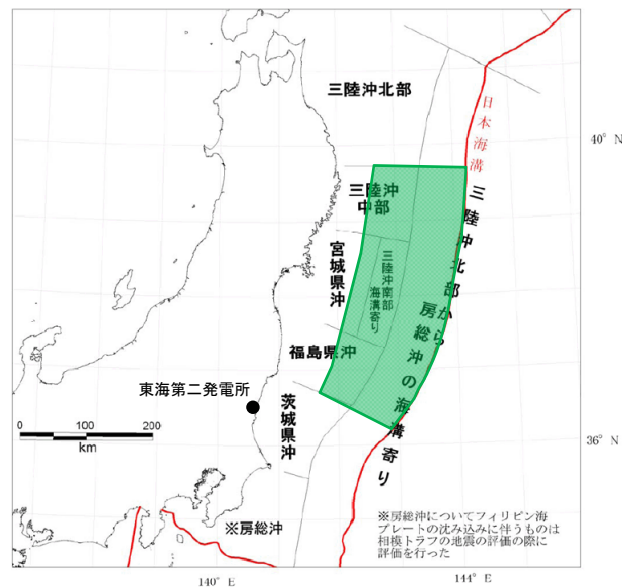 三陸沖北部
日本海溝
40° N
三陸沖
中部
三陸沖北部から
房総沖の海溝寄り
宮城県沖
三陸沖南部
海溝寄り
福島県沖
東海第二発電所
茨城県沖
0 100 200
km
36° N
※房総沖
※房総沖についてフィリピン海
プレートの沈み込みに伴うものは
相模トラフの地震の評価の際に
評価を行った
140° E
144° E